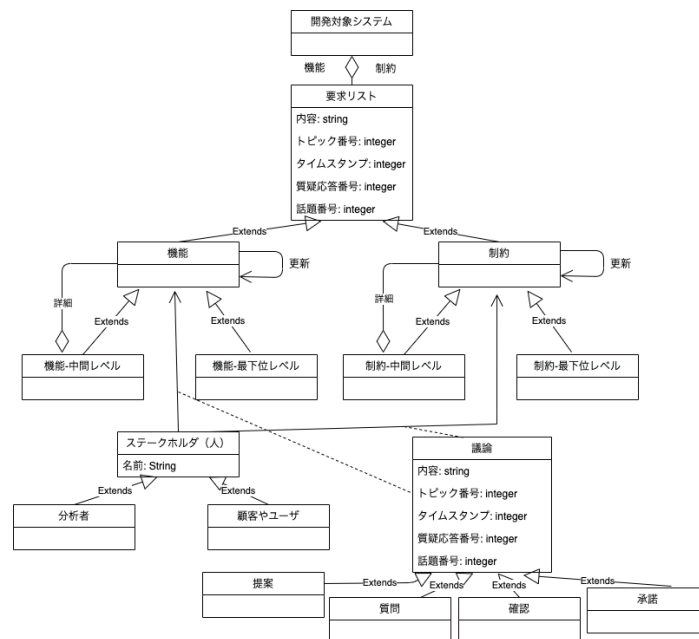 開発対象システム
機能
制約
要求リスト
内容: string
トピック番号: integer
タイムスタンプ: integer
質疑応答番号: integer
話題番号: integer
Extends
Extends
機能
更新
制約
更新
詳細
Extends
Extends
詳細
Extends
Extends
機能-中間レベル
機能-最下位レベル
制約-中間レベル
制約-最下位レベル
ステークホルダ（人）
名前: String
議論
内容: string
トピック番号: integer
タイムスタンプ: integer
質疑応答番号: integer
話題番号: integer
Extends
Extends
分析者
顧客やユーザ
提案
Extends
Extends
Extends
Extends
質問
確認
承諾